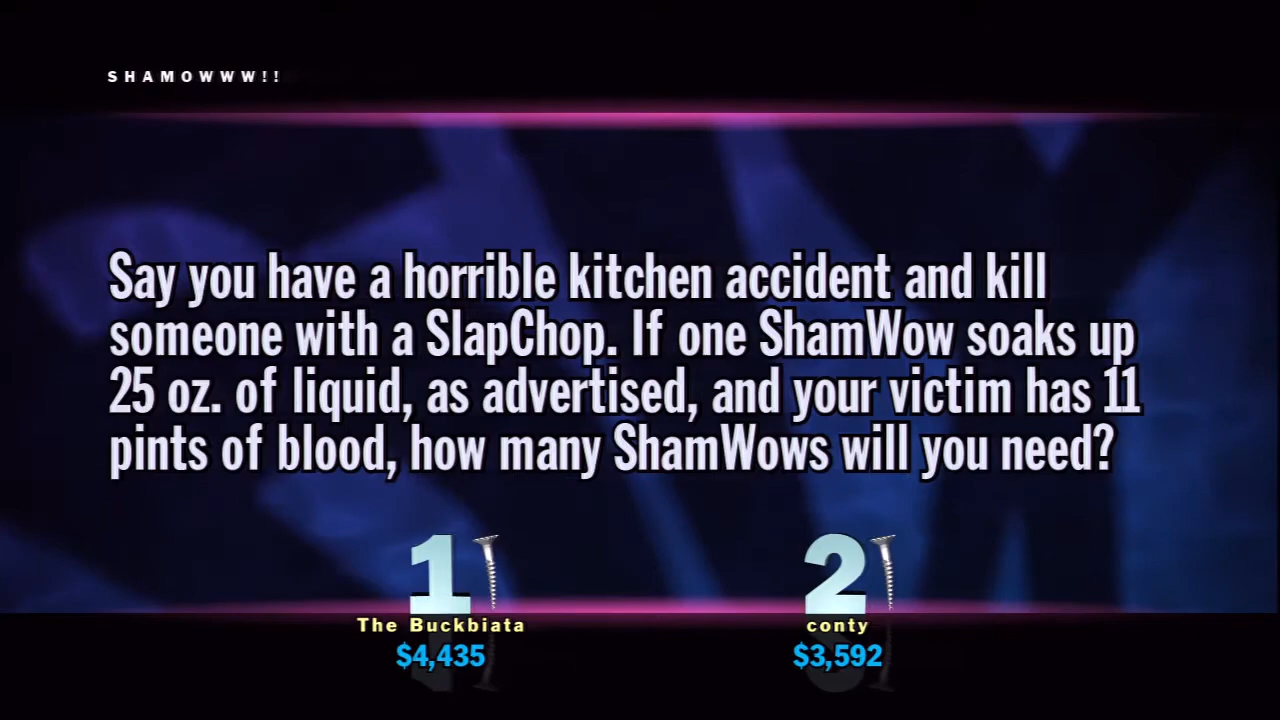 SHAMOWWW!!
Say you have a horrible kitchen accident and kill
someone with a SlapChop. If one ShamWow soaks up
25 oz. of liquid, as advertised, and your victim has 11
pints of blood, how many ShamWows will you need?
1 2
The Buckbiata conty
$4,435 $3,592